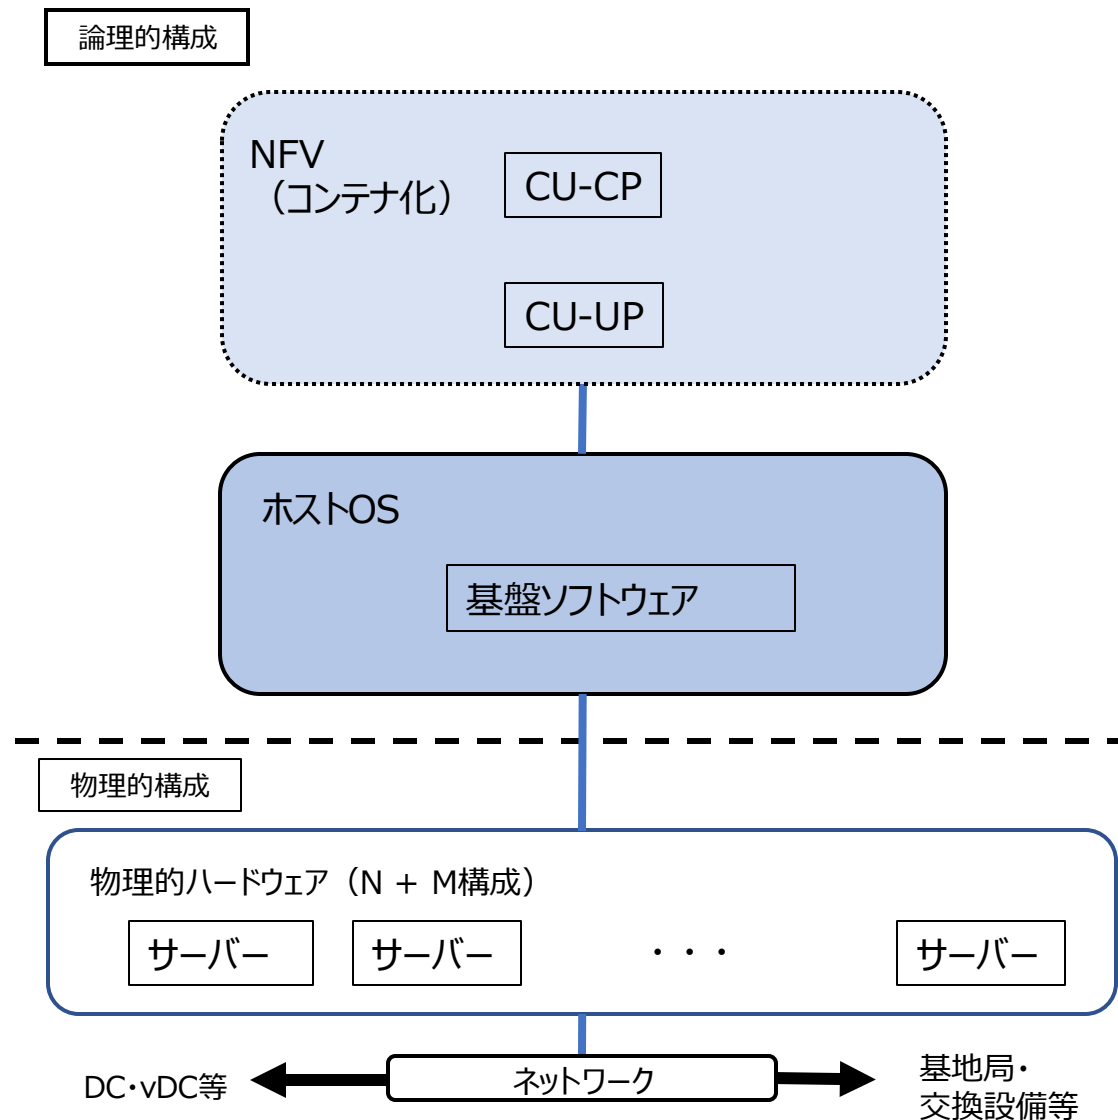 論理的構成
NFV
（コンテナ化）
CU-CP
CU-UP
ホストOS
基盤ソフトウェア
物理的構成
物理的ハードウェア（N + M構成）
サーバー
サーバー
・・・
サーバー
DC・vDC等
ネットワーク
基地局・
交換設備等